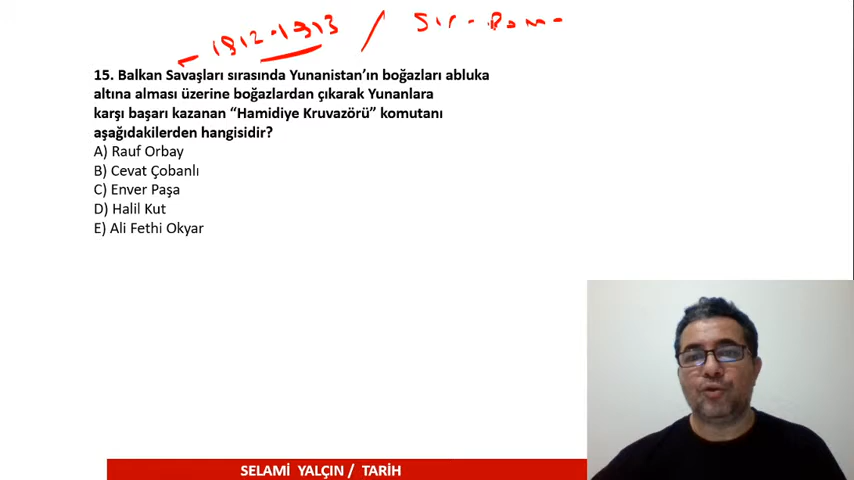 1912-1913 / Sır-
15. Balkan Savaşları sırasında Yunanistan’ın boğazları abluka
altına alması üzerine boğazlardan çıkarak Yunanlara
karşı başarı kazanan “Hamidiye Kruvazörü” komutanı
aşağıdakilerden hangisidir?
A) Rauf Orbay
B) Cevat Çobanlı
C) Enver Paşa
D) Halil Kut
E) Ali Fethi Okyar
SELAMİ YALÇIN / TARİH